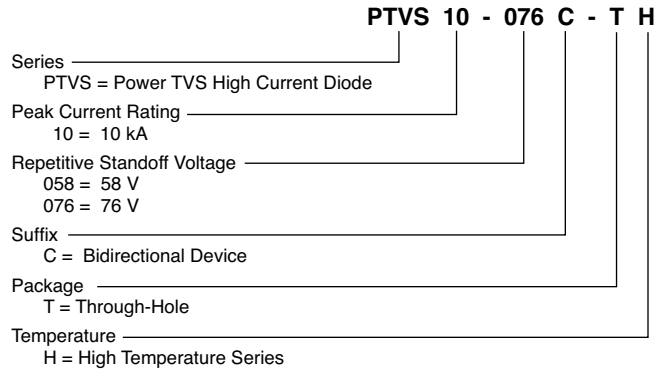 PTVS 10 - 076 C - T H
Series
PTVS = Power TVS High Current Diode
Peak Current Rating
10 = 10 kA
Repetitive Standoff Voltage
058 = 58 V
076 = 76 V
Suffix
C = Bidirectional Device
Package
T = Through-Hole
Temperature
H = High Temperature Series